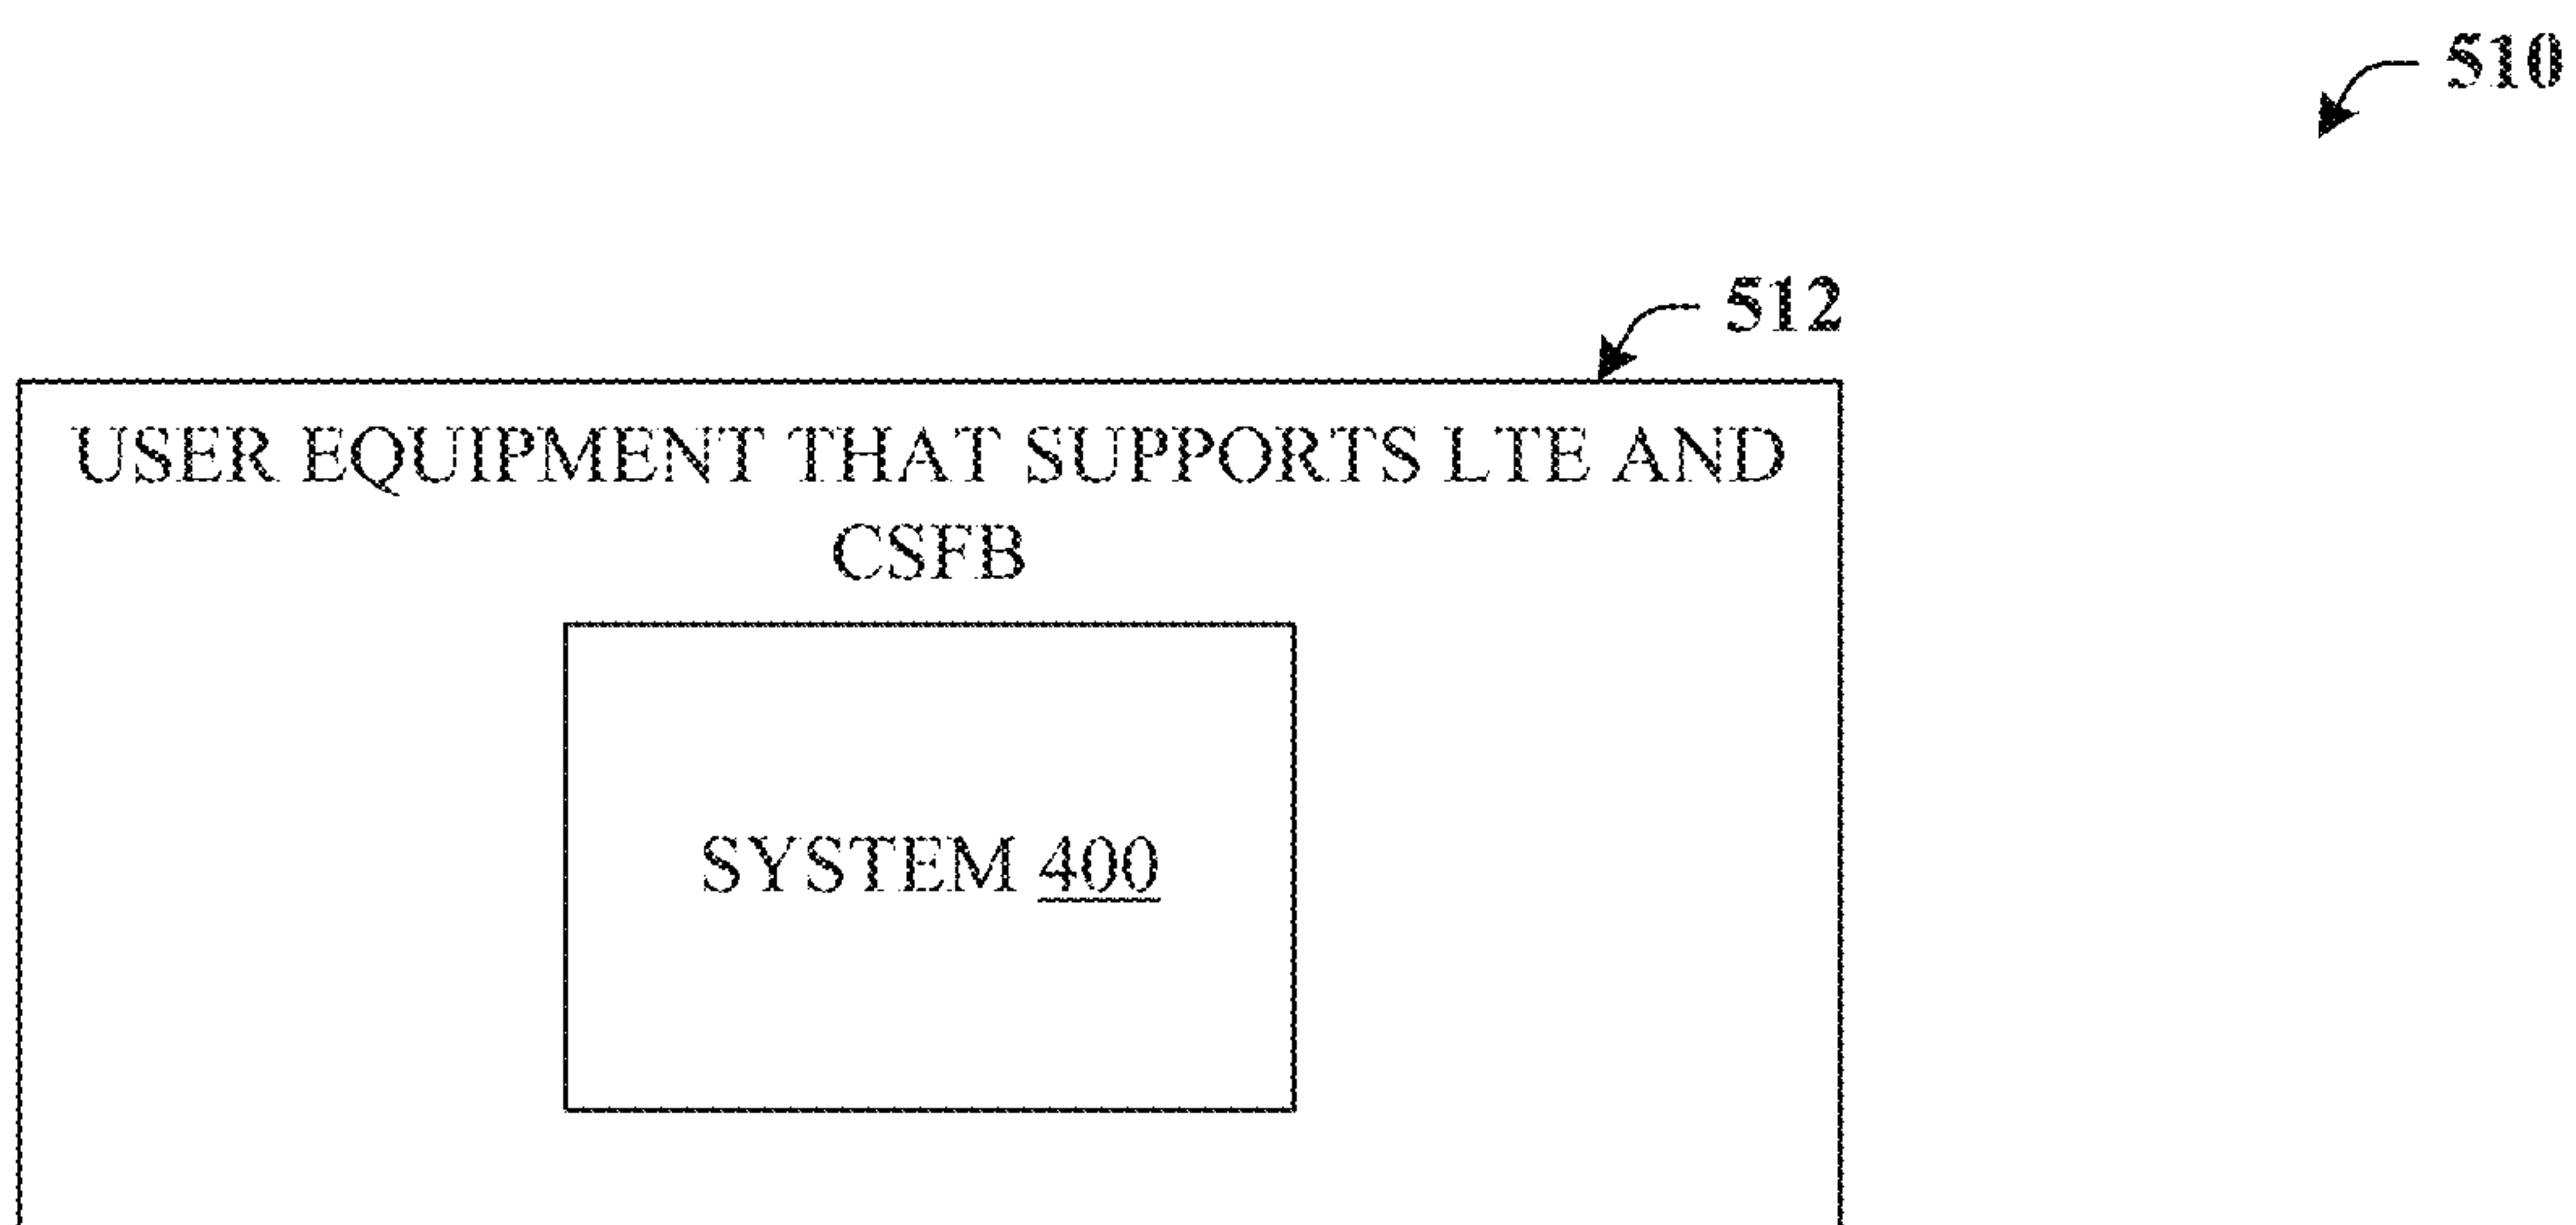 510
512
USER EQUIPMENT THAT SUPPORTS LTE AND
CSFB
SYSTEM 400